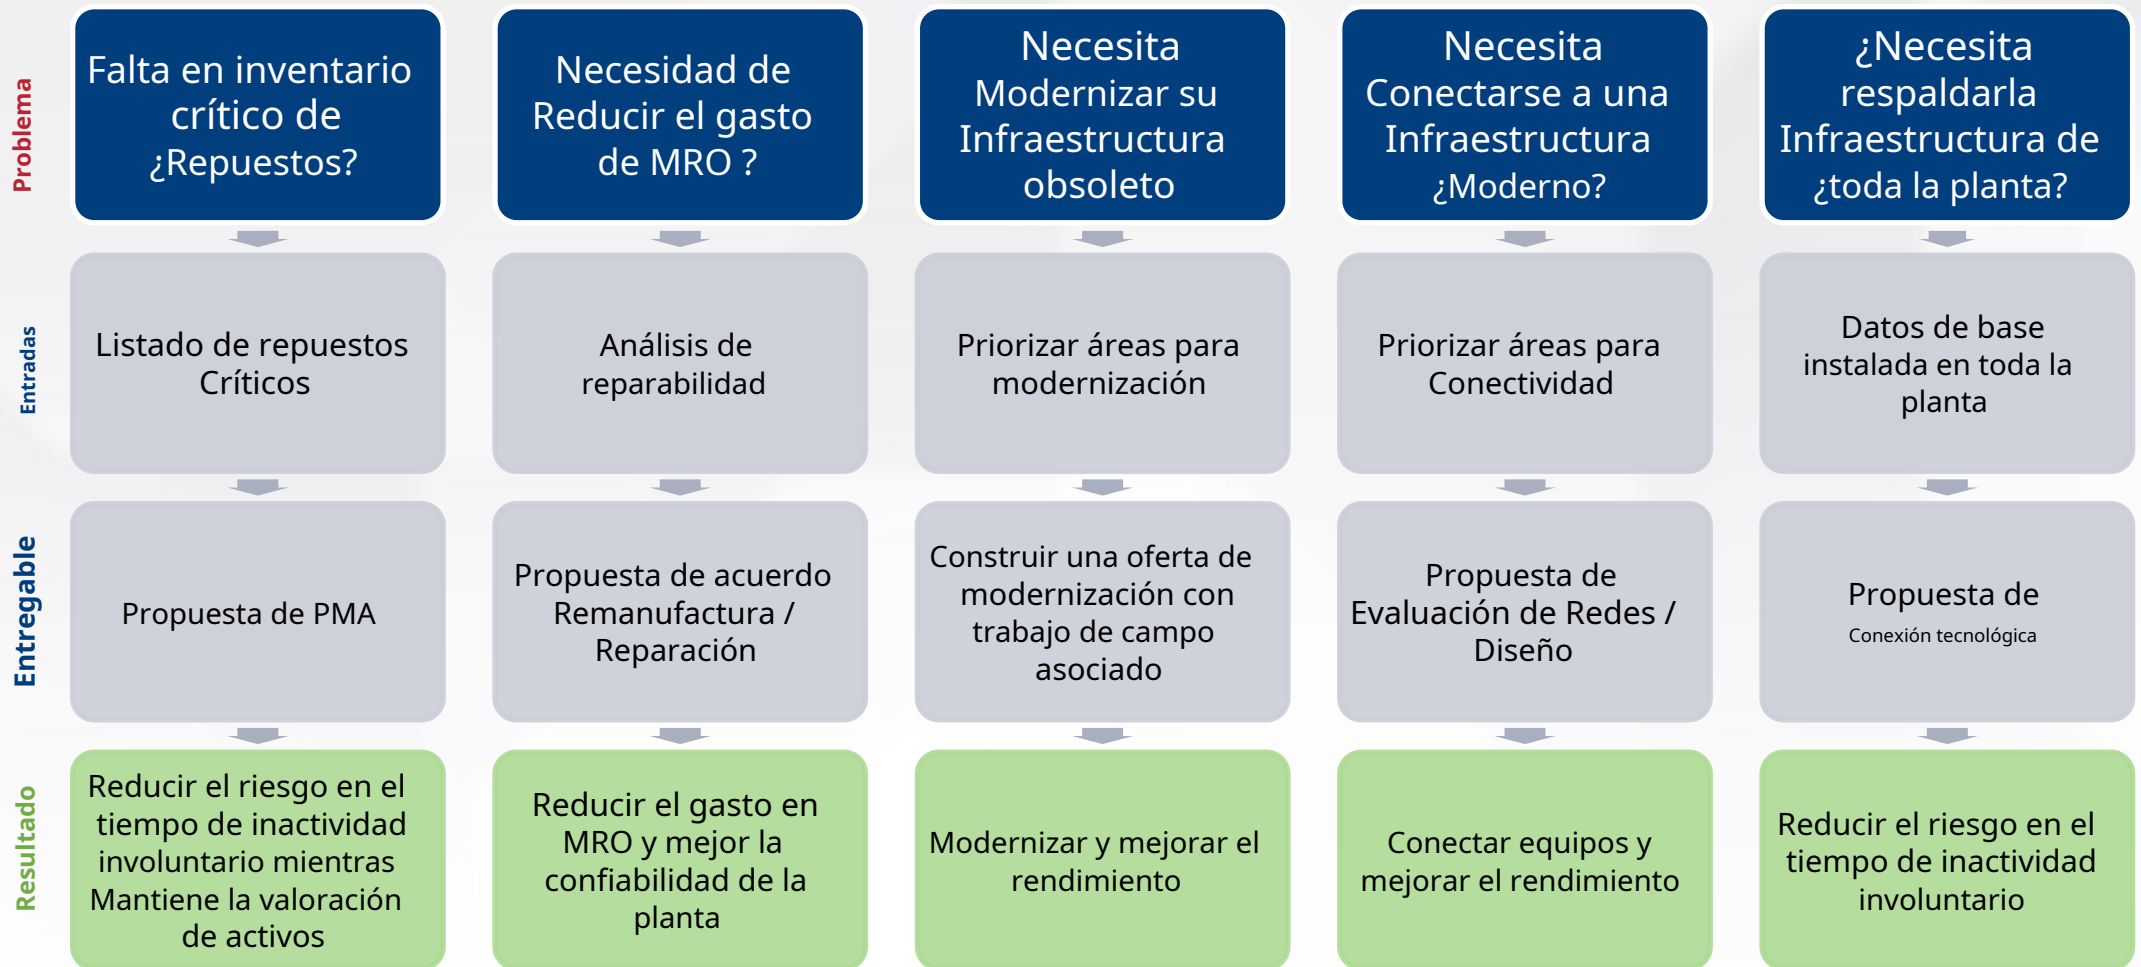 Problema
Falta en inventario
crítico de
¿Repuestos?
Necesidad de
Reducir el gasto
de MRO ?
Necesita
Modernizar su
Infraestructura
obsoleto
Necesita
Conectarse a una
Infraestructura
¿Moderno?
¿Necesita
respaldarla
Infraestructura de
¿toda la planta?
Entradas
Listado de repuestos
Críticos
Análisis de
reparabilidad
Priorizar áreas para
modernización
Priorizar áreas para
Conectividad
Datos de base
instalada en toda la
planta
Entregable
Propuesta de PMA
Propuesta de acuerdo
Remanufactura /
Reparación
Construir una oferta de
modernización con
trabajo de campo
asociado
Propuesta de
Evaluación de Redes /
Diseño
Propuesta de
Conexión tecnológica
Resultado
Reducir el riesgo en el
tiempo de inactividad
involuntario mientras
Mantiene la valoración
de activos
Reducir el gasto en
MRO y mejor la
confiabilidad de la
planta
Modernizar y mejorar el
rendimiento
Conectar equipos y
mejorar el rendimiento
Reducir el riesgo en el
tiempo de inactividad
involuntario